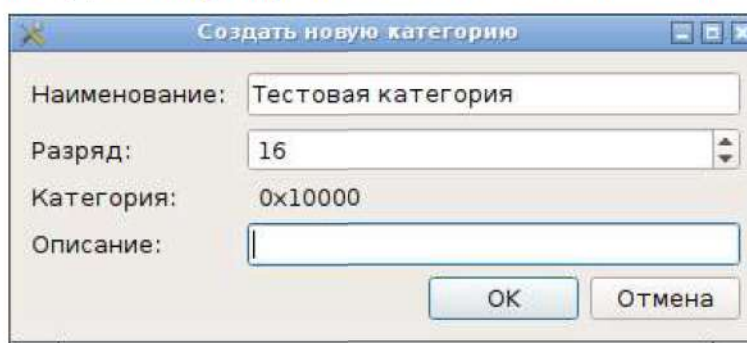 Создать новую категорию
Наименование: Тестовая категория
Разряд: 16
Категория: 0x10000
Описание:
OK Отмена